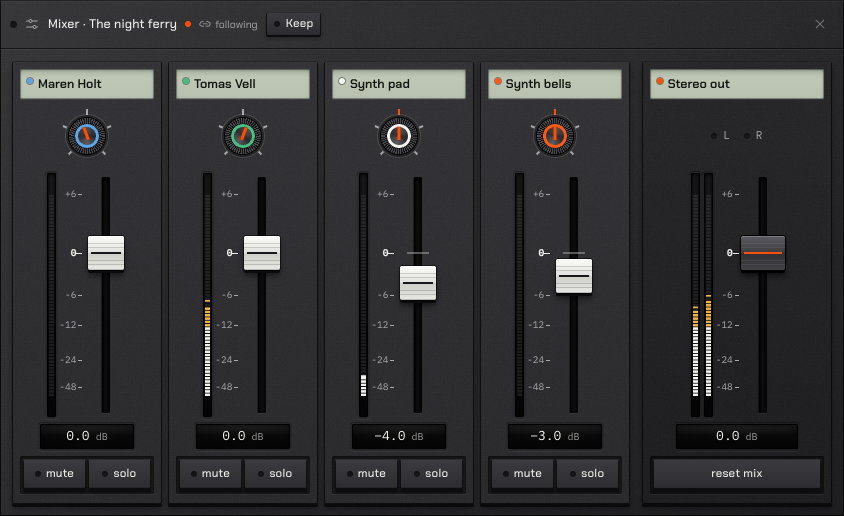 Mixer · The night ferry
following
Keep
Maren Holt
Tomas Vell
Synth pad
Synth bells
Stereo out
L R
+6 +6 +6 +6 +6
0 0 0 0 0
-6 -6 -6 -6 -6
-12 -12 -12 -12 -12
-24 -24 -24 -24 -24
-48 -48 -48 -48 -48
0.0 dB
0.0 dB
−4.0 dB
−3.0 dB
0.0 dB
mute solo
mute solo
mute solo
mute solo
reset mix